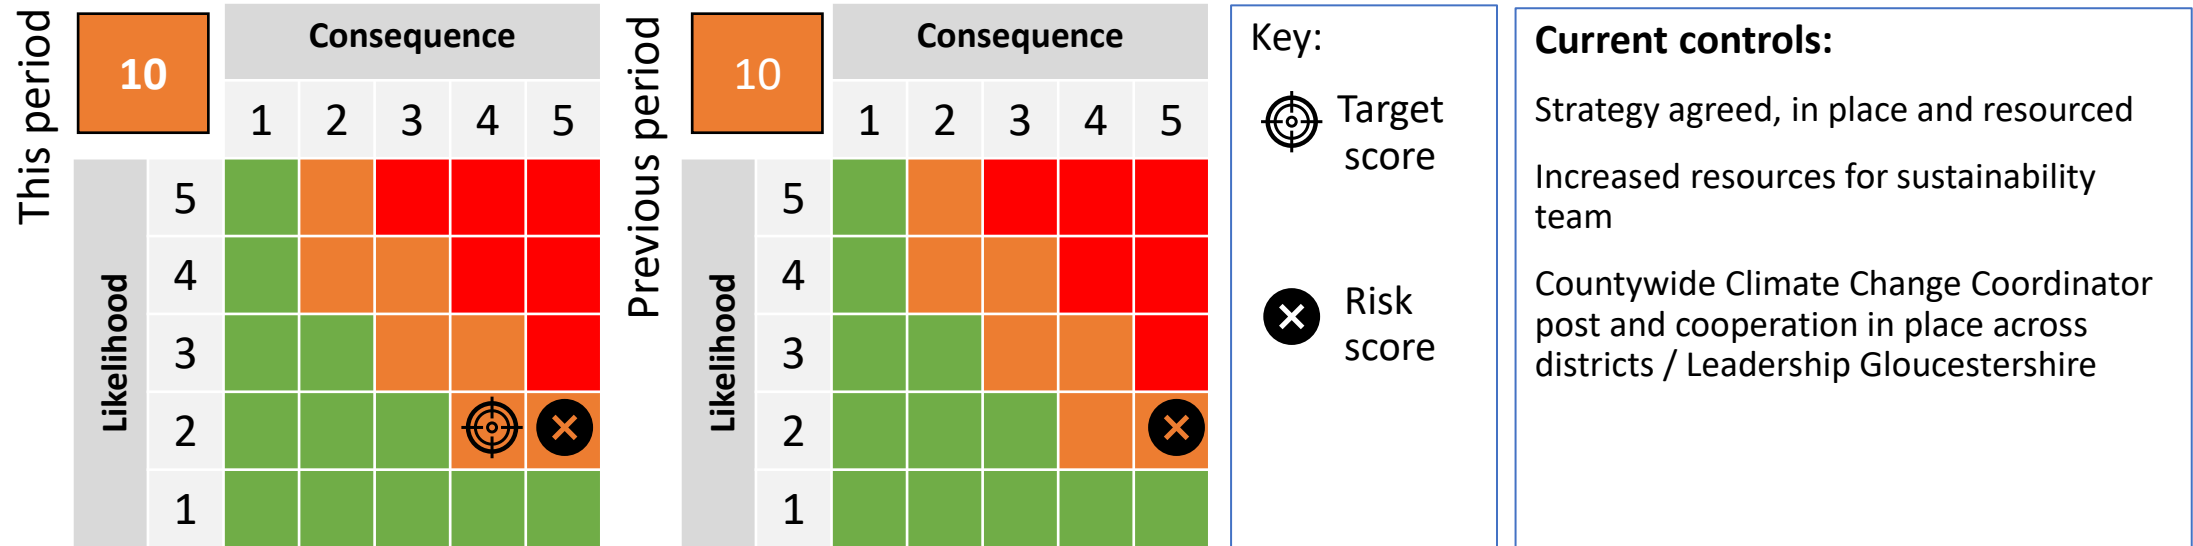 This period
10
Consequence
1 2 3 4 5
Likelihood
5
4
3
2
1
Previous period
10
Consequence
1 2 3 4 5
Likelihood
5
4
3
2
1
Key:
Target
score
Risk
score
Current controls:
Strategy agreed, in place and resourced
Increased resources for sustainability
team
Countywide Climate Change Coordinator
post and cooperation in place across
districts / Leadership Gloucestershire